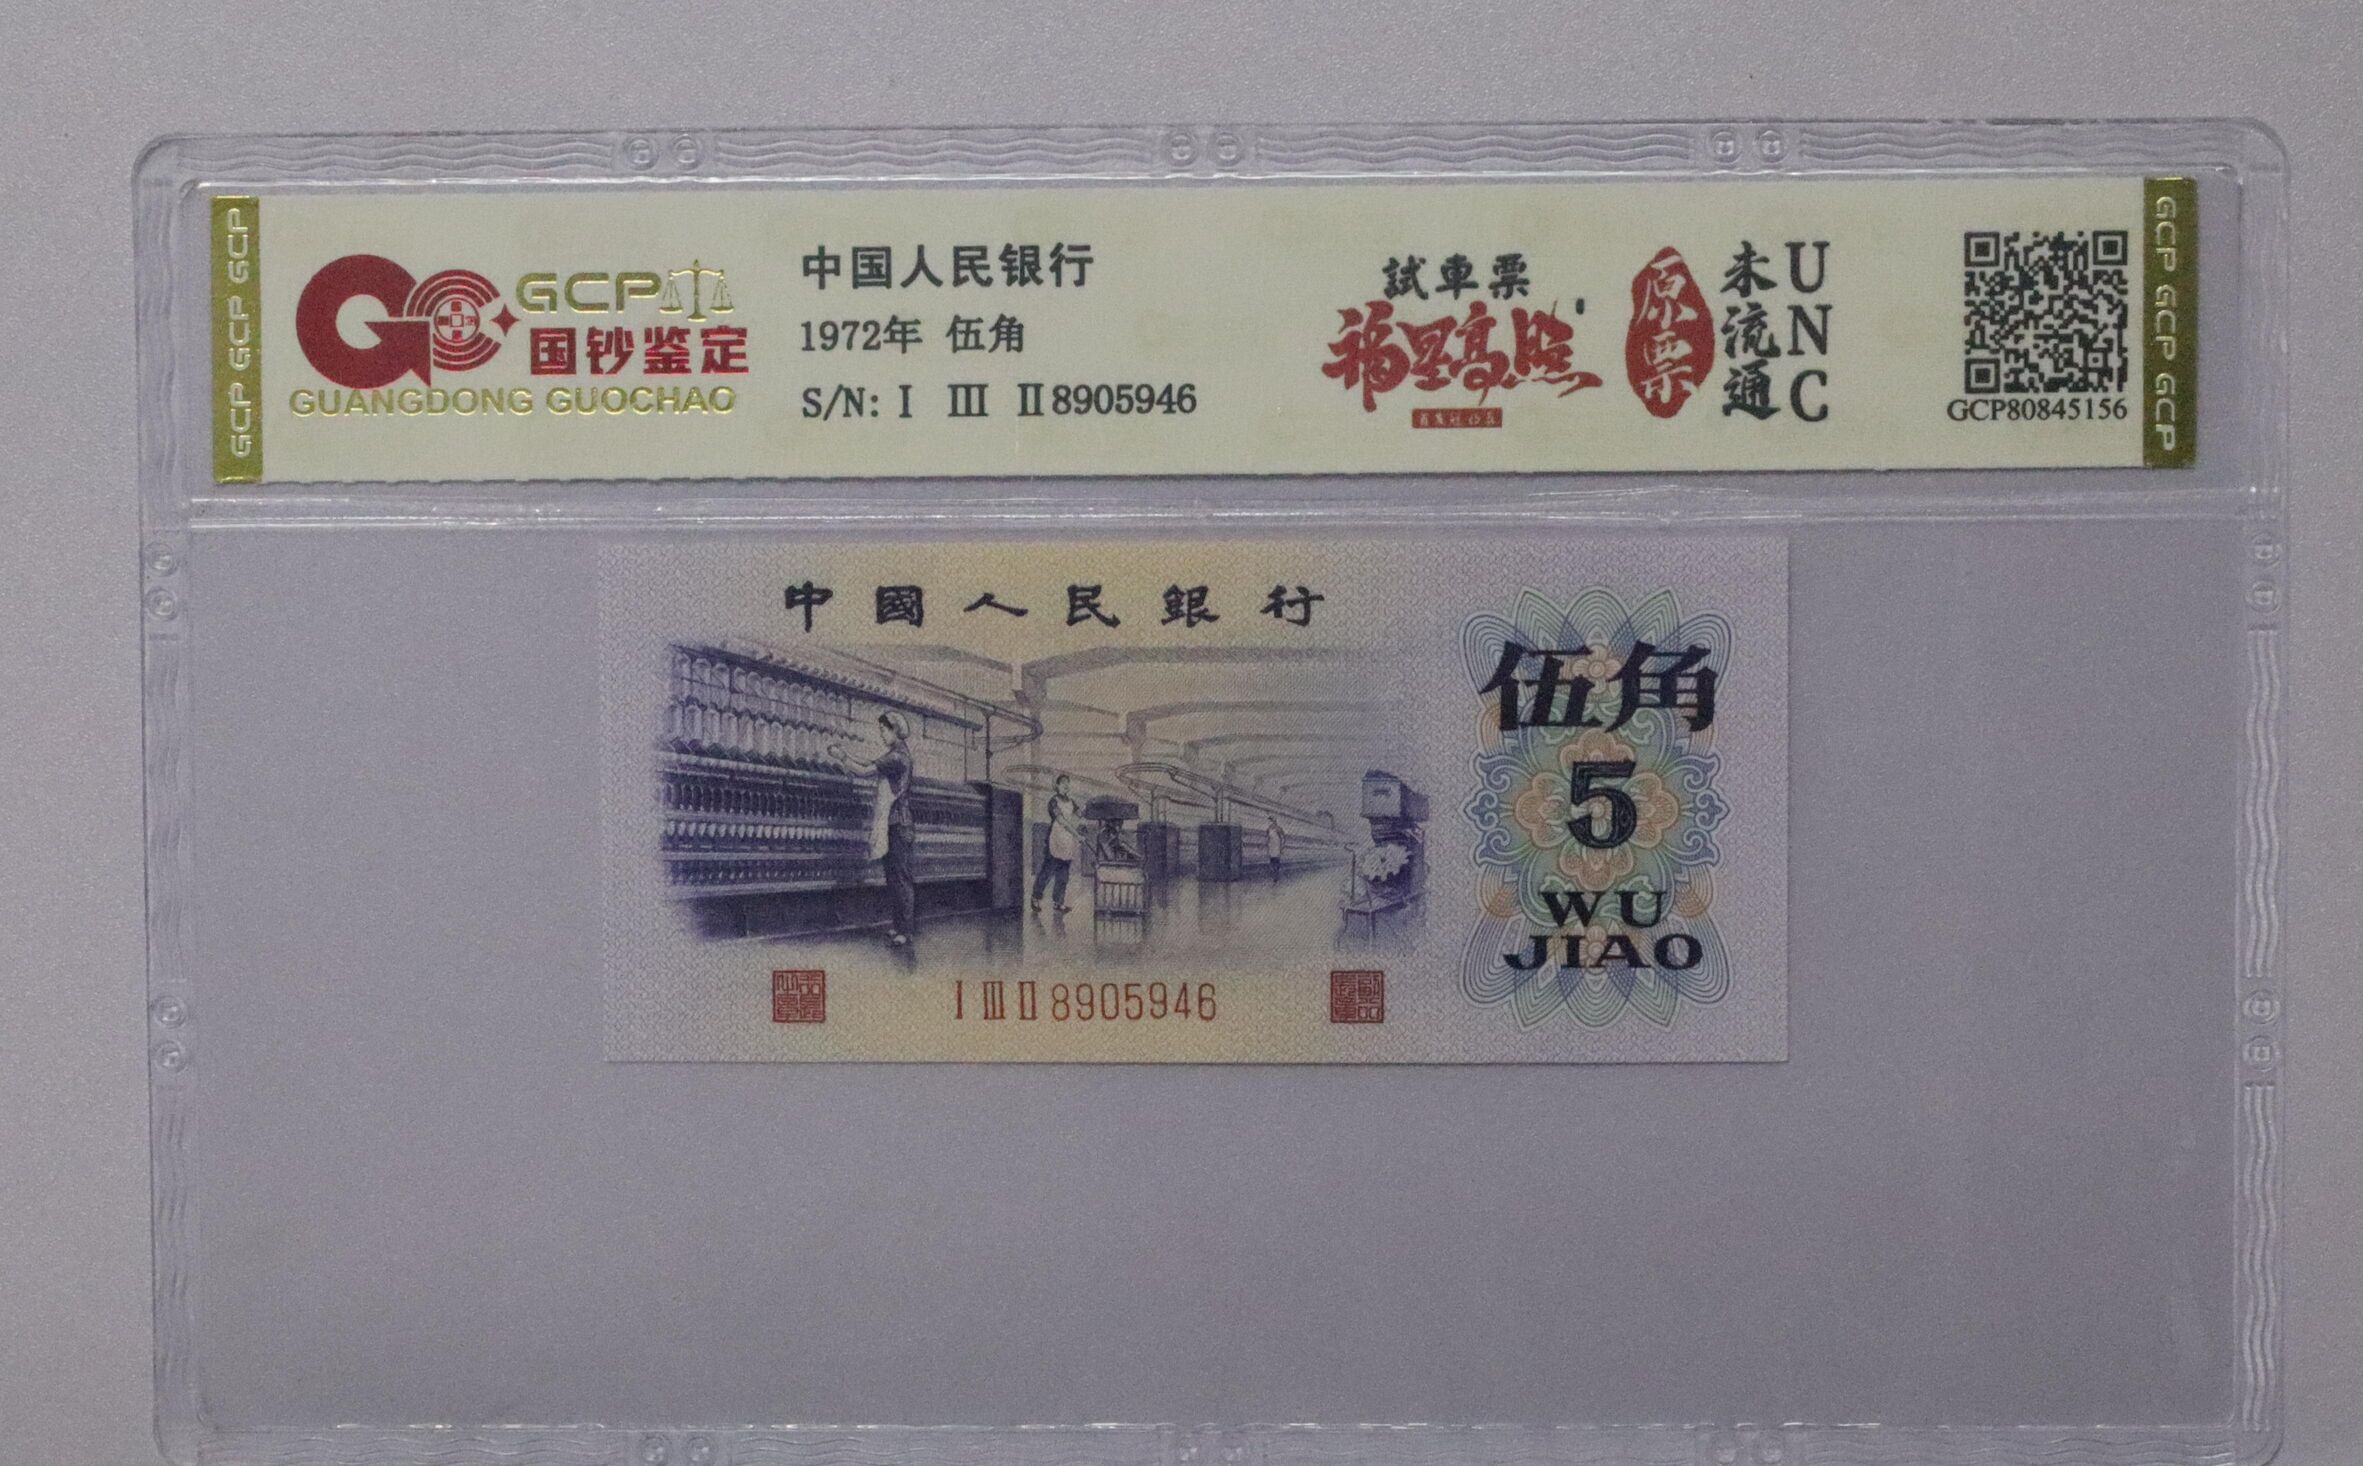 GCP GCP GCP
GCP
国钞鉴定
GUANGDONG GUOCHAO
中国人民银行
1972年 伍角
S/N: I III II 8905946
試車票
福星高照
原票
未流通
UNC
GCP80845156
GCP GCP GCP
中國人民銀行
伍角
5
WU
JIAO
I III II 8905946